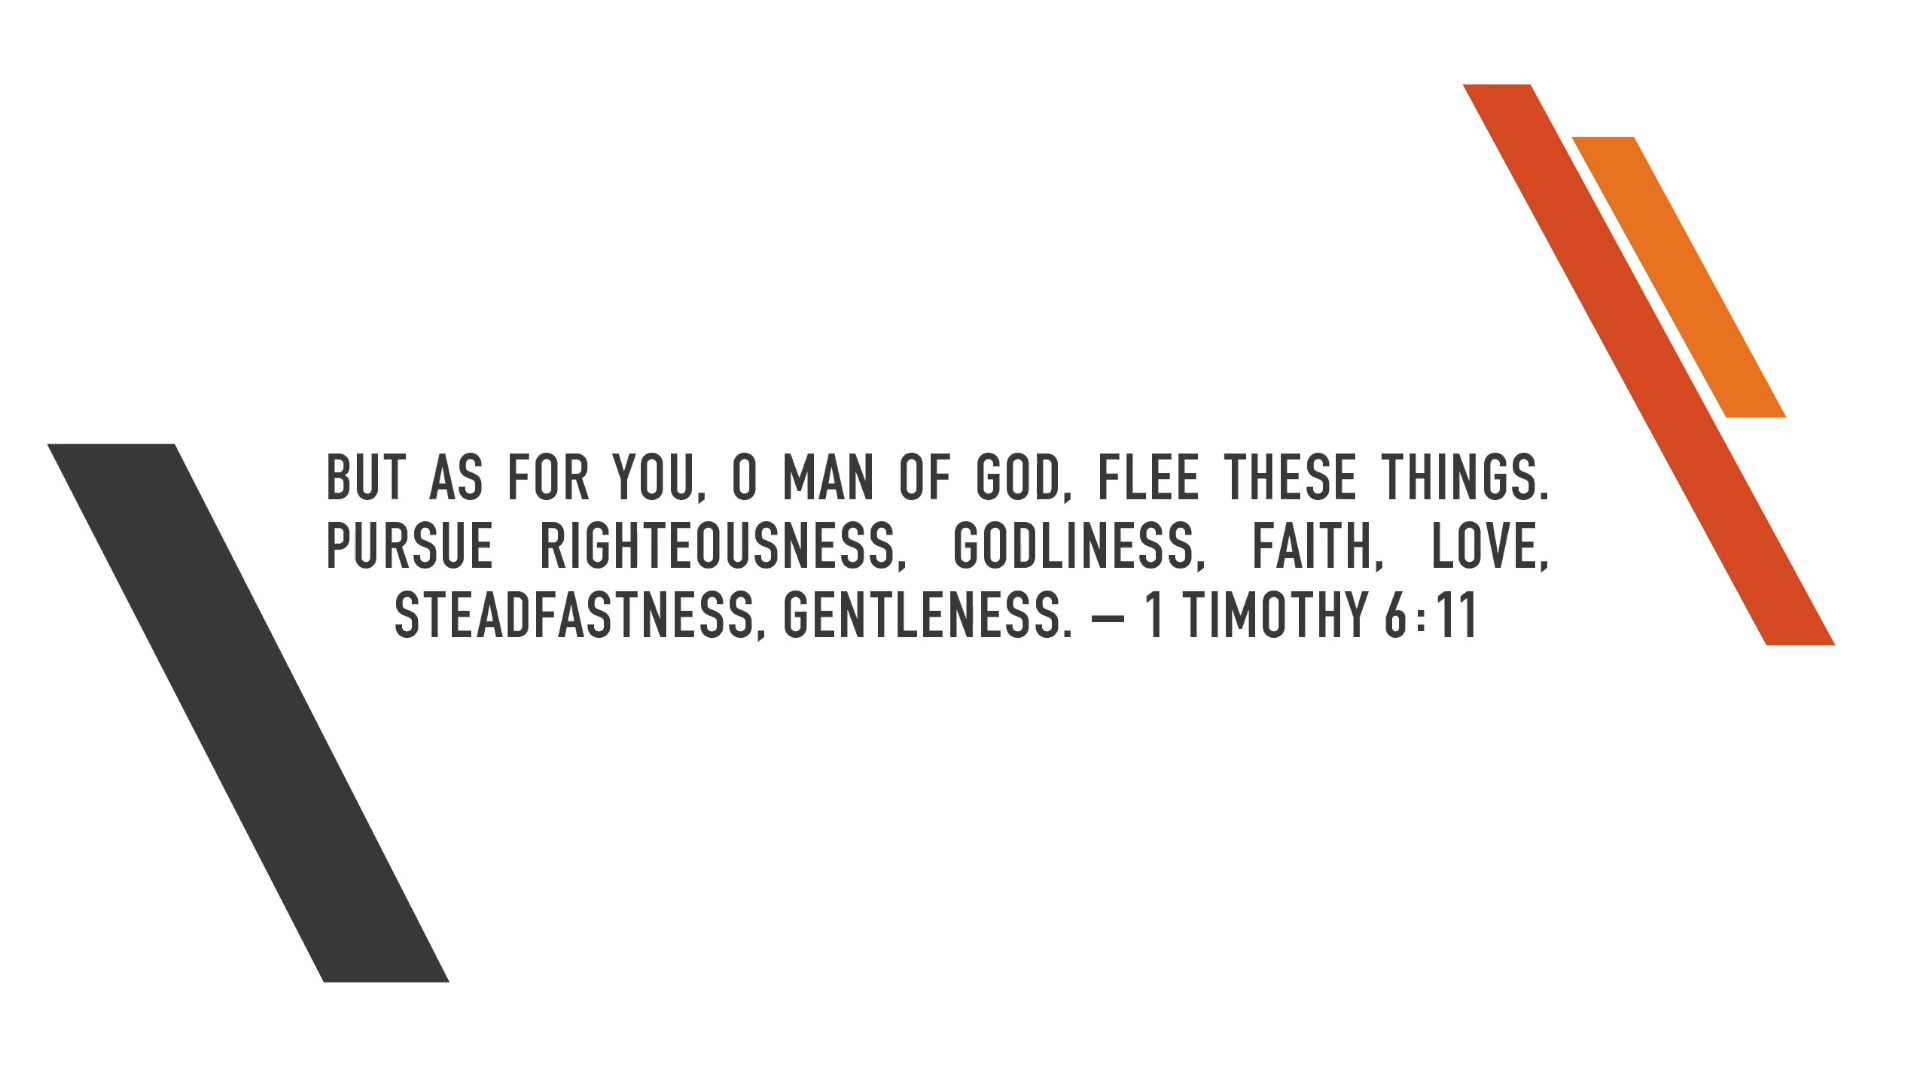 BUT AS FOR YOU, O MAN OF GOD, FLEE THESE THINGS.
PURSUE RIGHTEOUSNESS, GODLINESS, FAITH, LOVE,
STEADFASTNESS, GENTLENESS. – 1 TIMOTHY 6:11